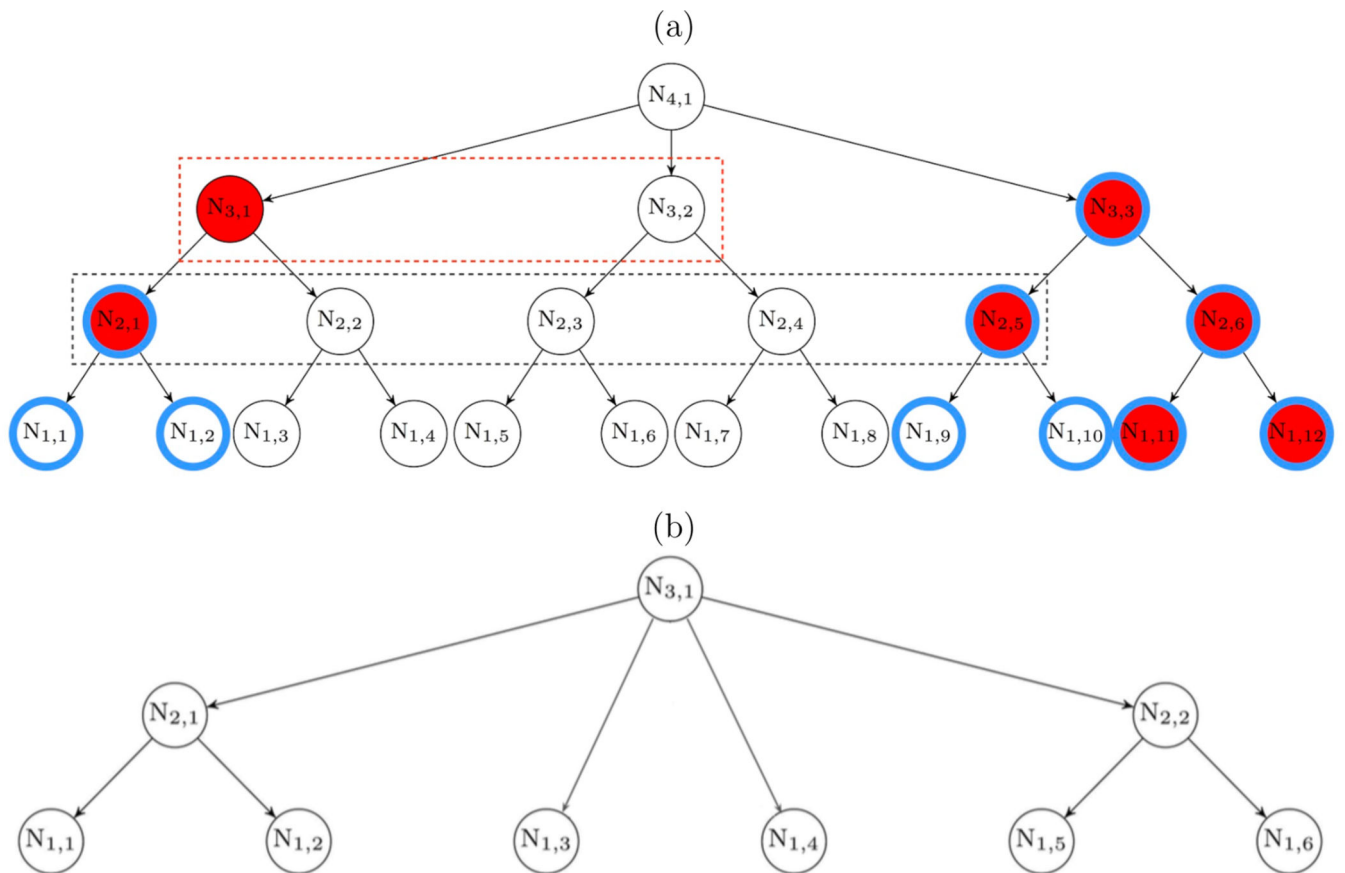 (a)
N4,1
N3,1 N3,2 N3,3
N2,1 N2,2 N2,3 N2,4 N2,5 N2,6
N1,1 N1,2 N1,3 N1,4 N1,5 N1,6 N1,7 N1,8 N1,9 N1,10 N1,11 N1,12
(b)
N3,1
N2,1 N2,2
N1,1 N1,2 N1,3 N1,4 N1,5 N1,6